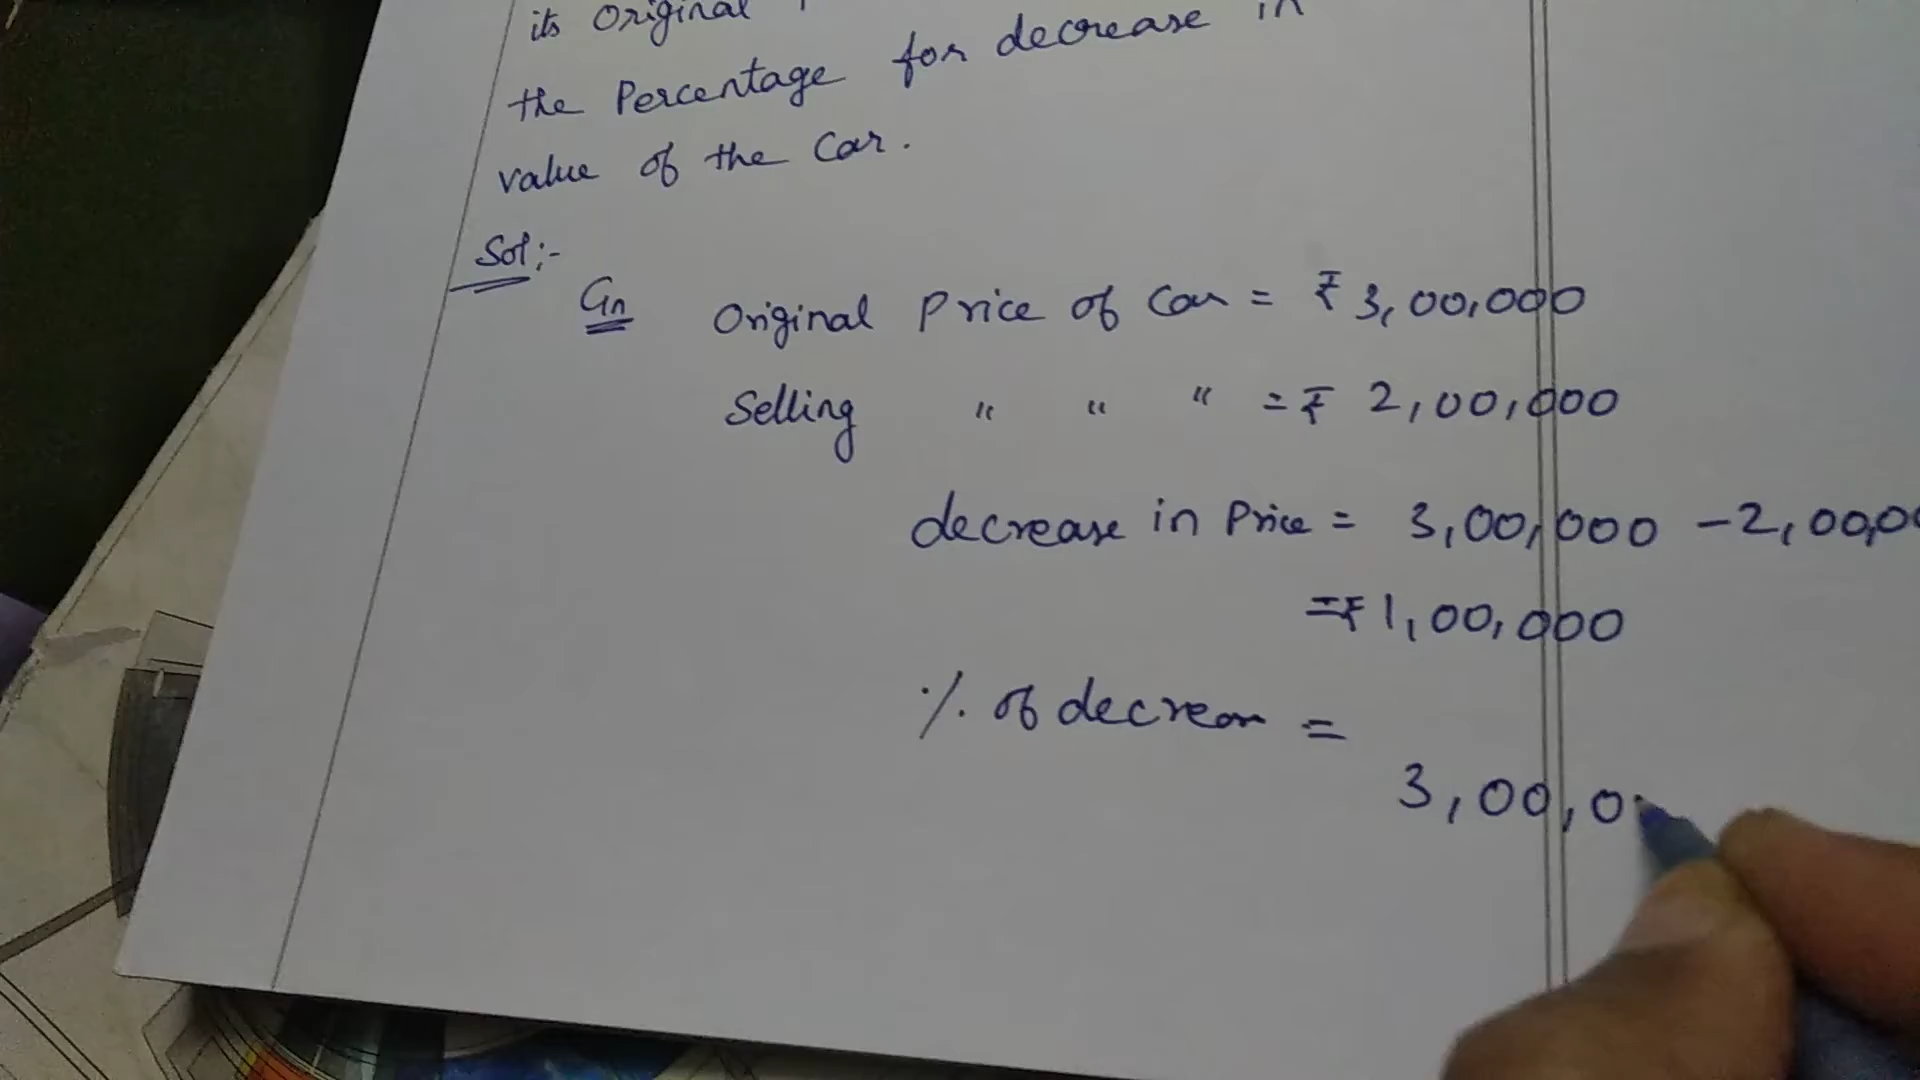 its Original
the Percentage for decrease in
value of the Car.
Sol:-
Gn Original Price of Car = ₹ 3,00,000
Selling " " " = ₹ 2,00,000
decrease in Price = 3,00,000 - 2,00,0
= ₹ 1,00,000
% of decrease =
3,00,0